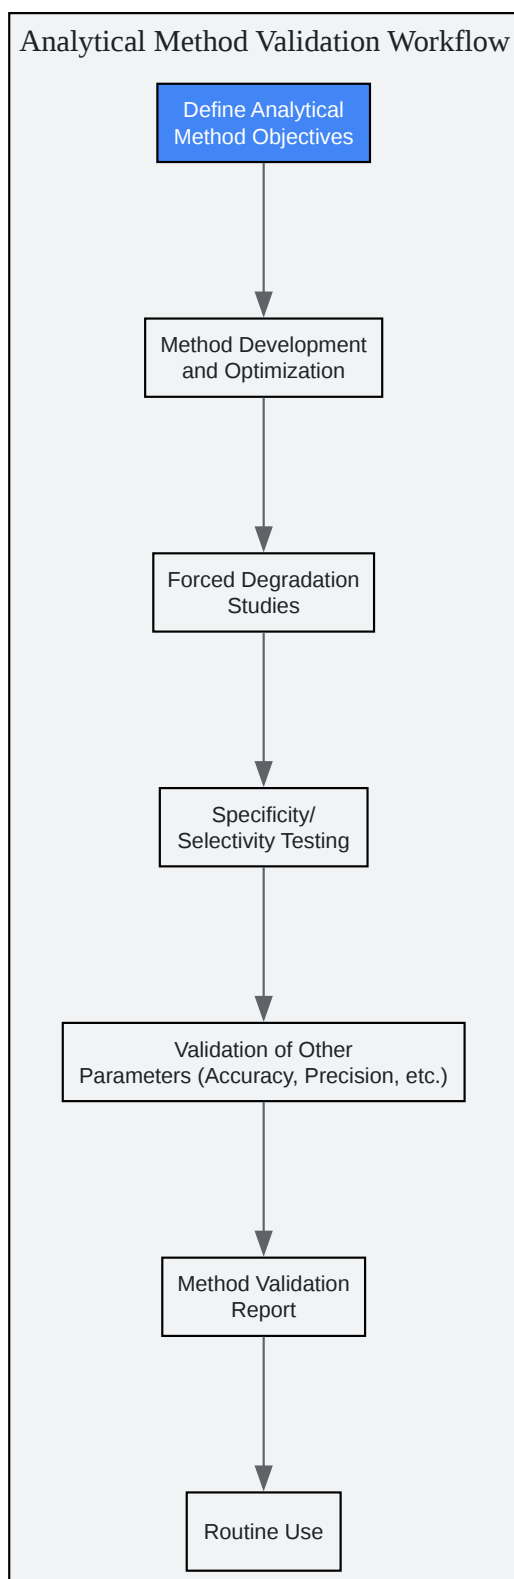 Analytical Method Validation Workflow
Define Analytical
Method Objectives
Method Development
and Optimization
Forced Degradation
Studies
Specificity/
Selectivity Testing
Validation of Other
Parameters (Accuracy, Precision, etc.)
Method Validation
Report
Routine Use